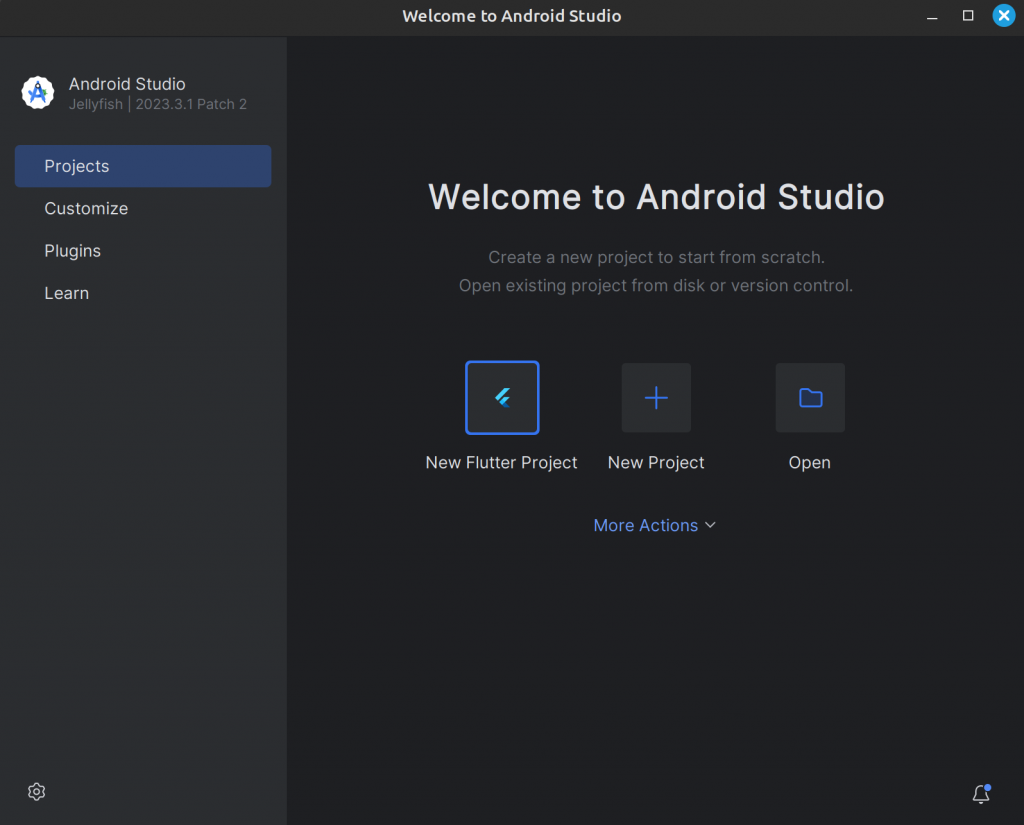 Welcome to Android Studio
Android Studio
Jellyfish | 2023.3.1 Patch 2
Projects
Customize
Plugins
Learn
Welcome to Android Studio
Create a new project to start from scratch.
Open existing project from disk or version control.
New Flutter Project
New Project
Open
More Actions